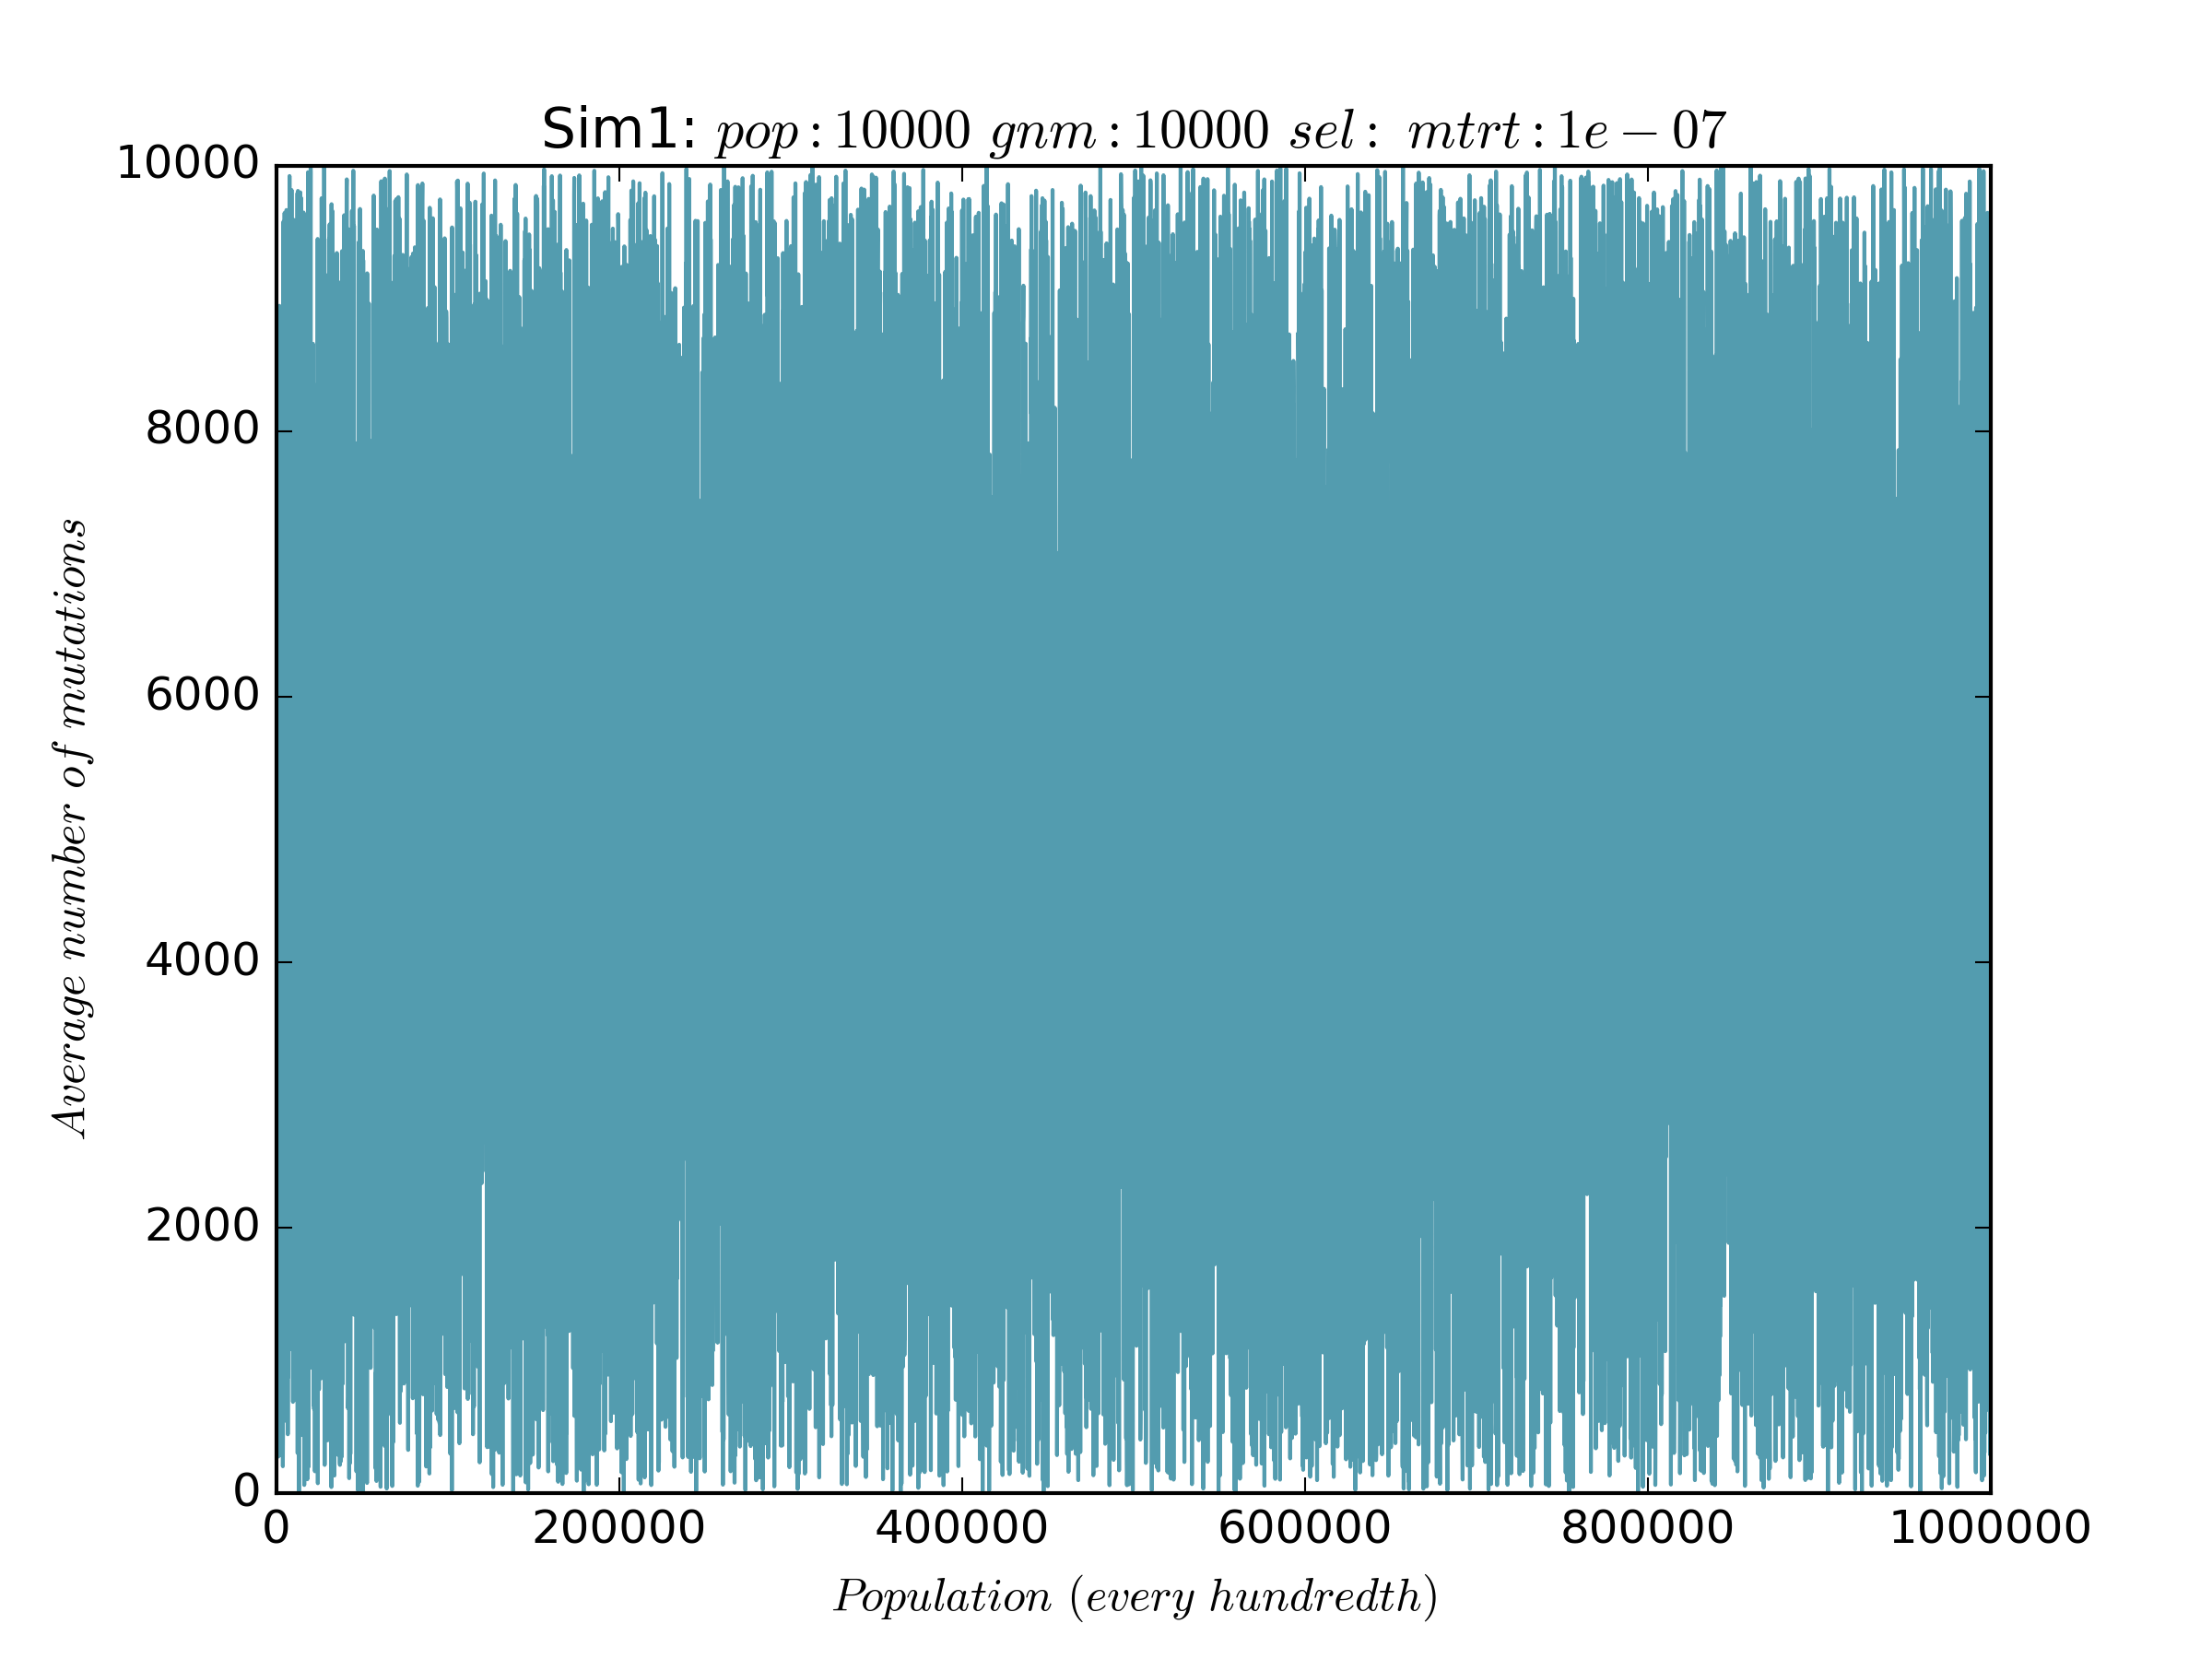 Sim1: pop : 10000 gnm : 10000 sel : mtrt : 1e − 07
10000
8000
6000
4000
2000
0
Average number of mutations
0 200000 400000 600000 800000 1000000
Population (every hundredth)